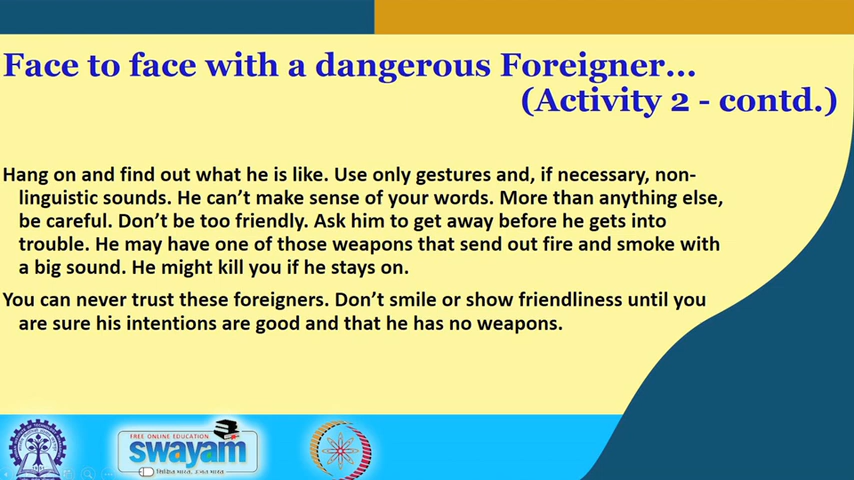 Face to face with a dangerous Foreigner...
(Activity 2 - contd.)
Hang on and find out what he is like. Use only gestures and, if necessary, non-
linguistic sounds. He can't make sense of your words. More than anything else,
be careful. Don't be too friendly. Ask him to get away before he gets into
trouble. He may have one of those weapons that send out fire and smoke with
a big sound. He might kill you if he stays on.
You can never trust these foreigners. Don't smile or show friendliness until you
are sure his intentions are good and that he has no weapons.
FREE ONLINE EDUCATION
swayam